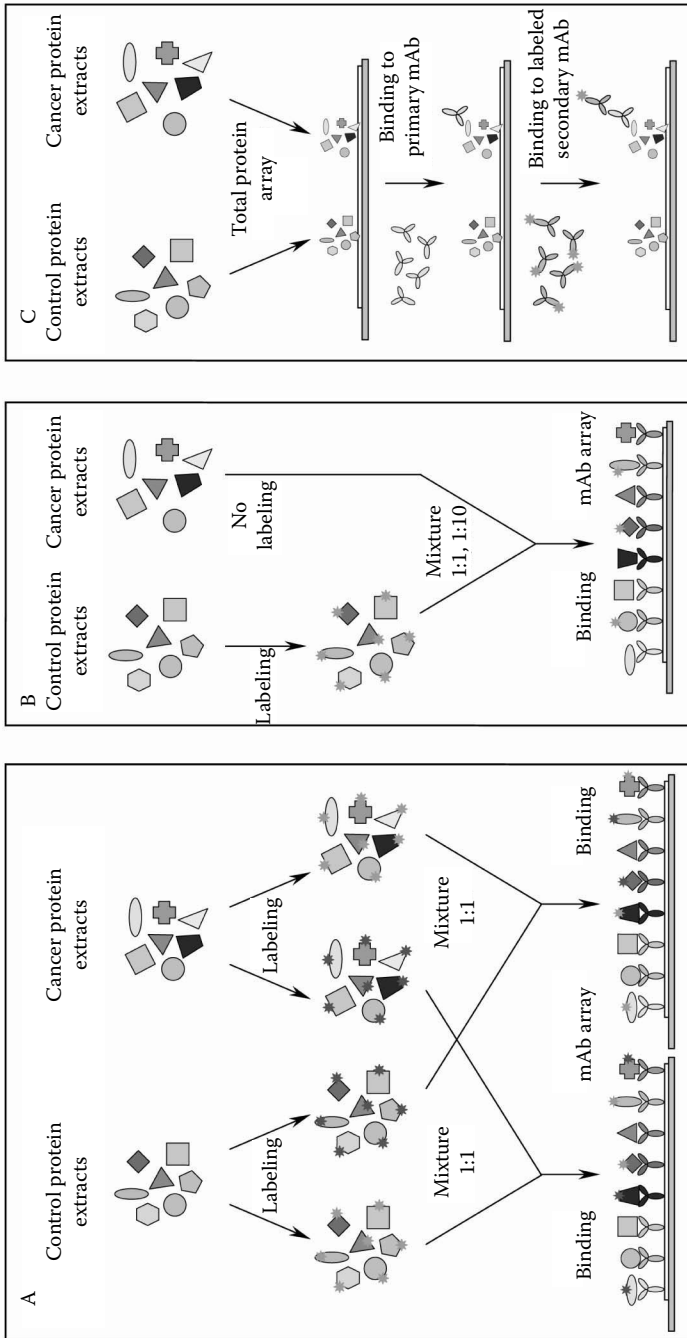 A
Control protein
extracts
Cancer protein
extracts
Labeling
Labeling
Mixture
1:1
Mixture
1:1
Binding
mAb array
Binding
B
Control protein
extracts
Cancer protein
extracts
Labeling
No
labeling
Mixture
1:1, 1:10
Binding
mAb array
C
Control protein
extracts
Cancer protein
extracts
Total protein
array
Binding to
primary mAb
Binding to labeled
secondary mAb